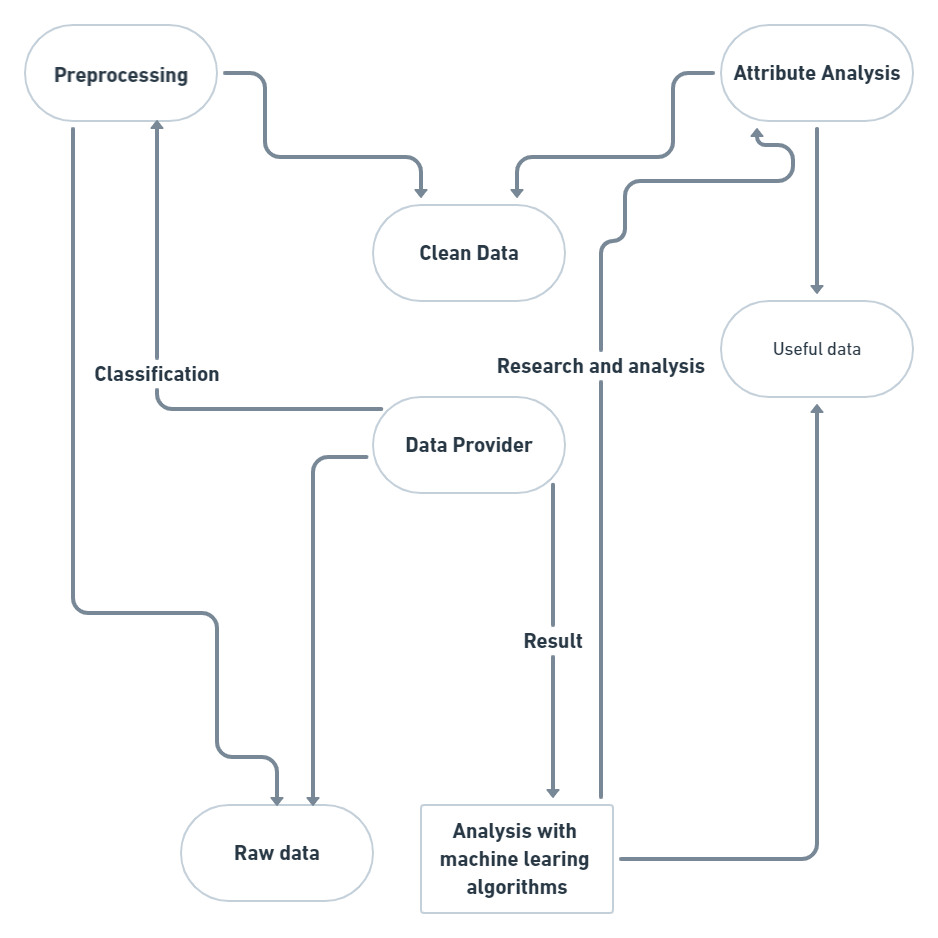 Preprocessing
Attribute Analysis
Clean Data
Useful data
Classification
Research and analysis
Data Provider
Result
Raw data
Analysis with
machine learing
algorithms